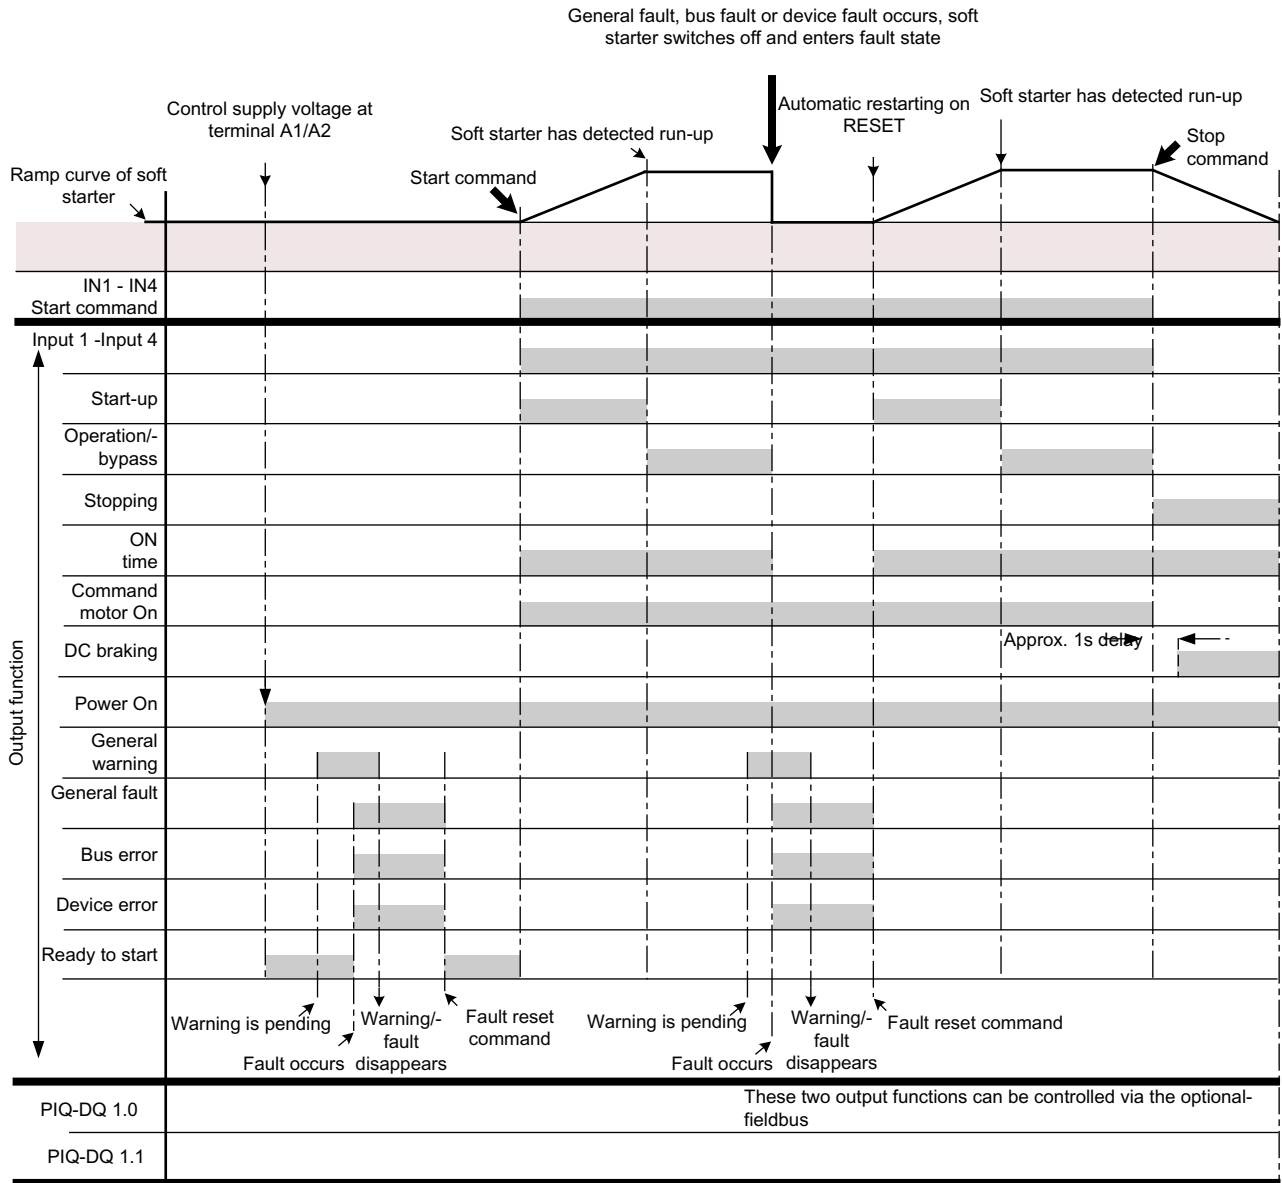 General fault, bus fault or device fault occurs, soft
starter switches off and enters fault state
Control supply voltage at
terminal A1/A2
Soft starter has detected run-up
Automatic restarting on
RESET
Soft starter has detected run-up
Stop
command
Ramp curve of soft
starter
Start command
IN1 - IN4
Start command
Input 1 -Input 4
Start-up
Operation/-
bypass
Stopping
ON
time
Command
motor On
DC braking
Approx. 1s delay
Power On
General
warning
General fault
Bus error
Device error
Ready to start
Output function
Warning is pending
Fault occurs
Warning/-
fault
disappears
Fault reset
command
Warning is pending
Fault occurs
Warning/-
fault
disappears
Fault reset command
PIQ-DQ 1.0
These two output functions can be controlled via the optional-
fieldbus
PIQ-DQ 1.1